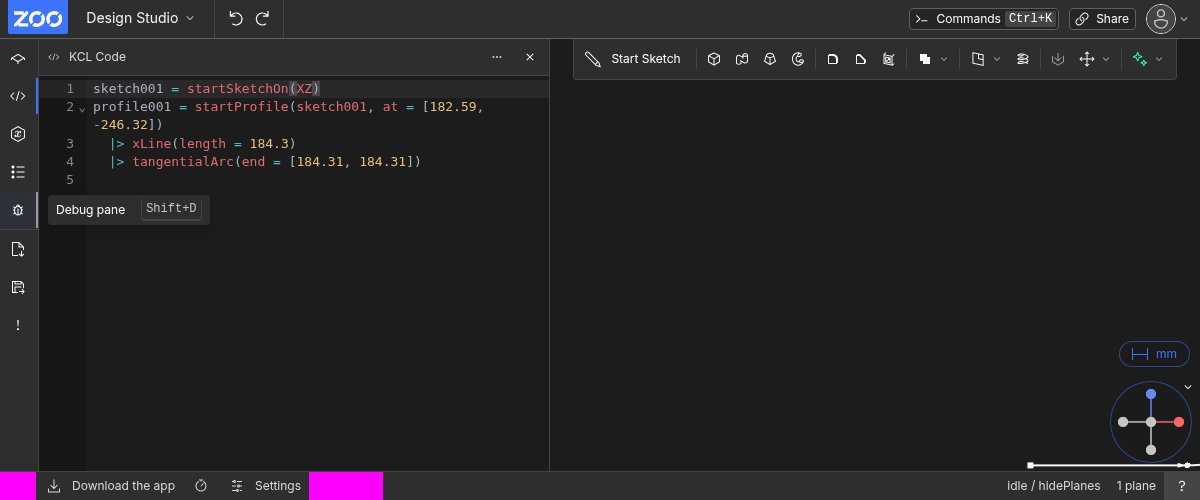 ZOO Design Studio Commands Ctrl+K Share
KCL Code
Start Sketch
1 sketch001 = startSketchOn(XZ)
2 profile001 = startProfile(sketch001, at = [182.59,
-246.32])
3 |> xLine(length = 184.3)
4 |> tangentialArc(end = [184.31, 184.31])
5
Debug pane Shift+D
mm
Download the app Settings idle / hidePlanes 1 plane ?